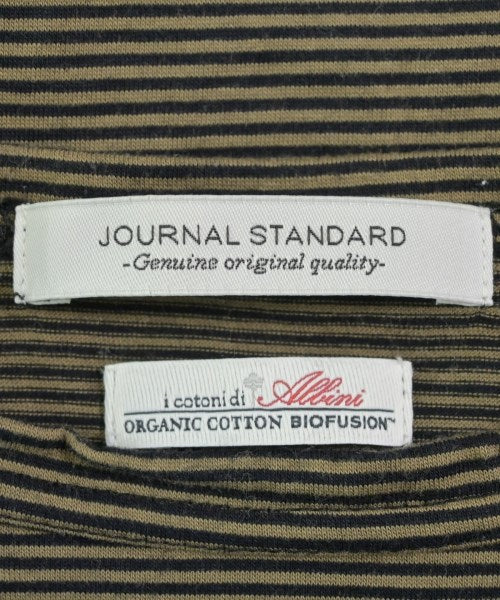 JOURNAL STANDARD
-Genuine original quality-
i cotoni di Albini
ORGANIC COTTON BIOFUSION™